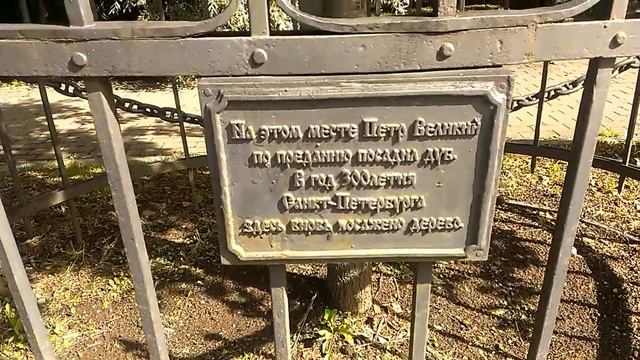 На этом месте Петр Великий
по преданию посадил дуб.
В год 300летия
Санкт-Петербурга
здесь вновь посажено дерево.